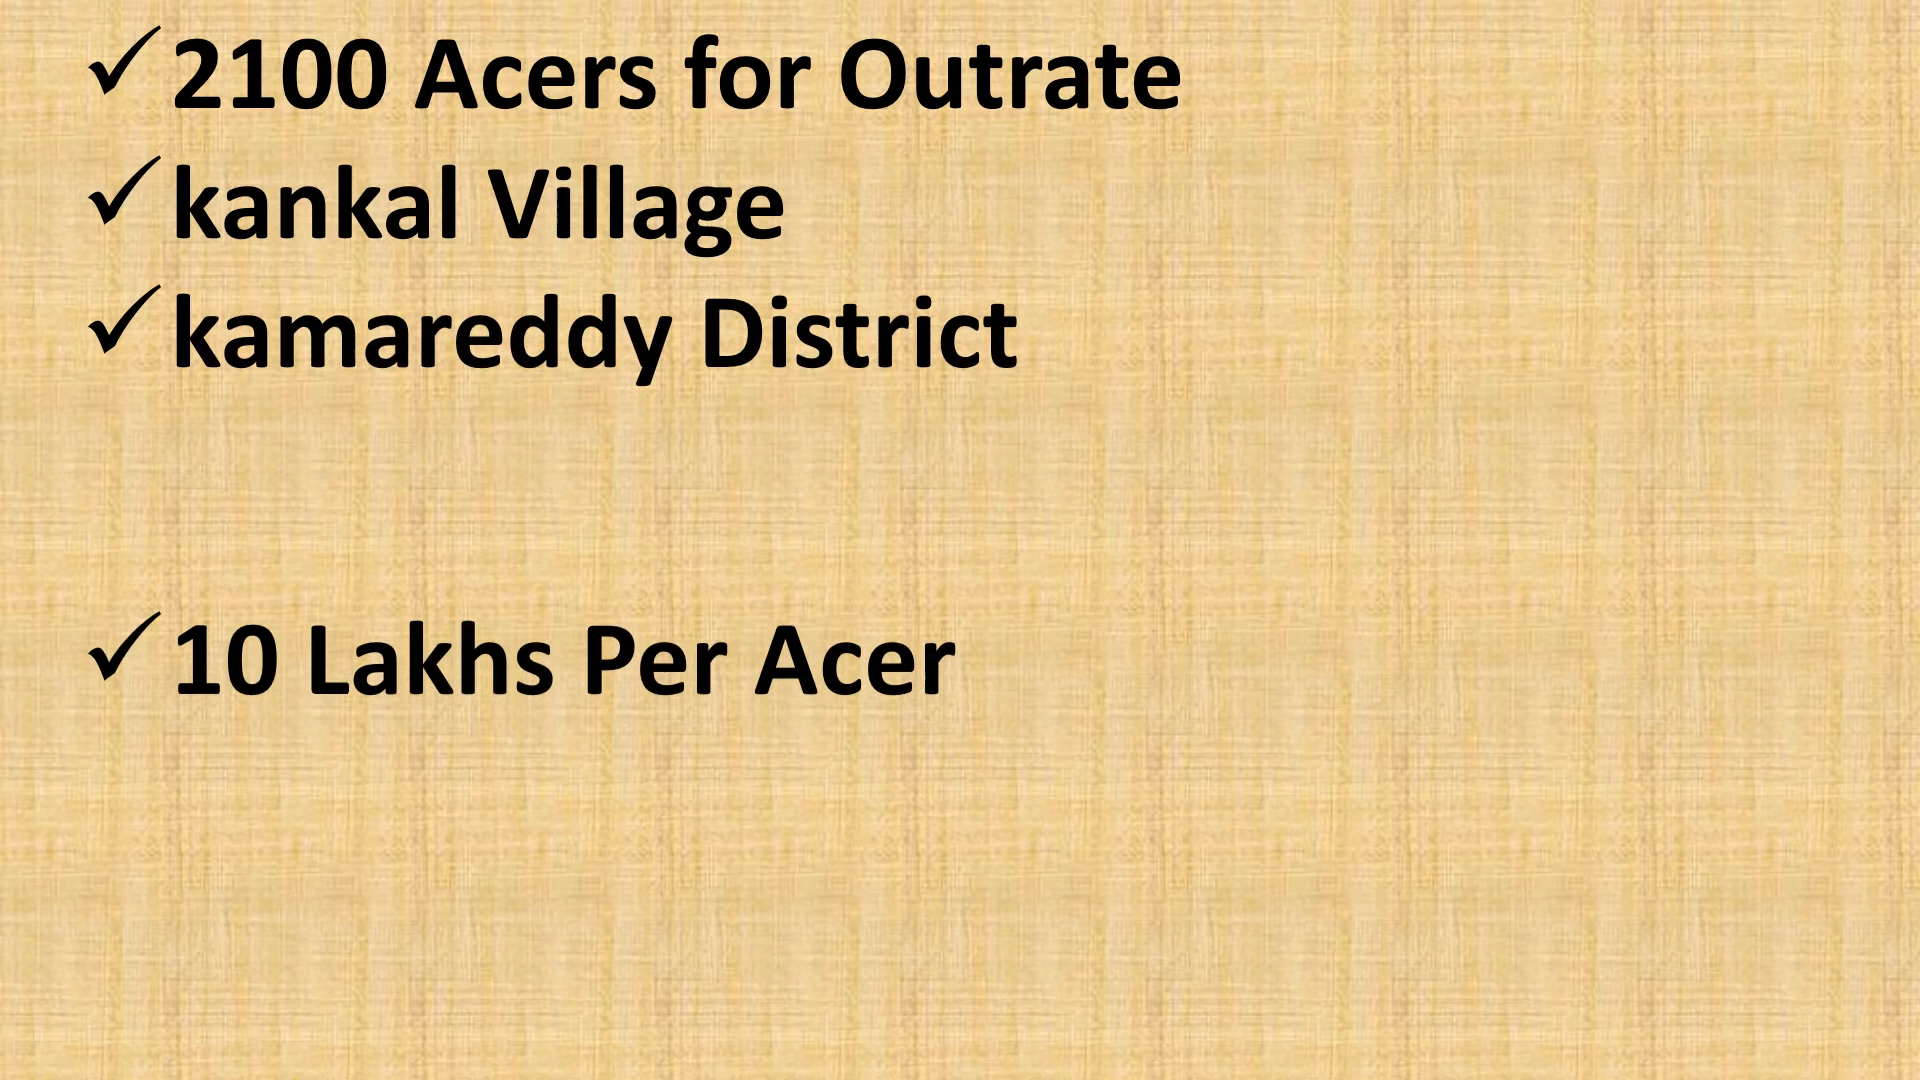 ✓2100 Acers for Outrate
✓kankal Village
✓kamareddy District
✓10 Lakhs Per Acer